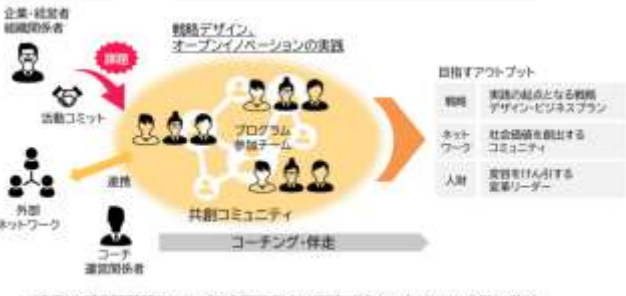 企業・経営者
組織関係者
戦略デザイン、
オープンイノベーションの実践
課題
活動コミット
プログラム
参加チーム
連携
外部
ネットワーク
共創コミュニティ
コーチ
運営関係者
コーチング・伴走
目指すアウトプット
戦略
実践の起点となる戦略
デザイン・ビジネスプラン
ネット
ワーク
社会価値を創出する
コミュニティ
人財
変容をけん引する
変革リーダー